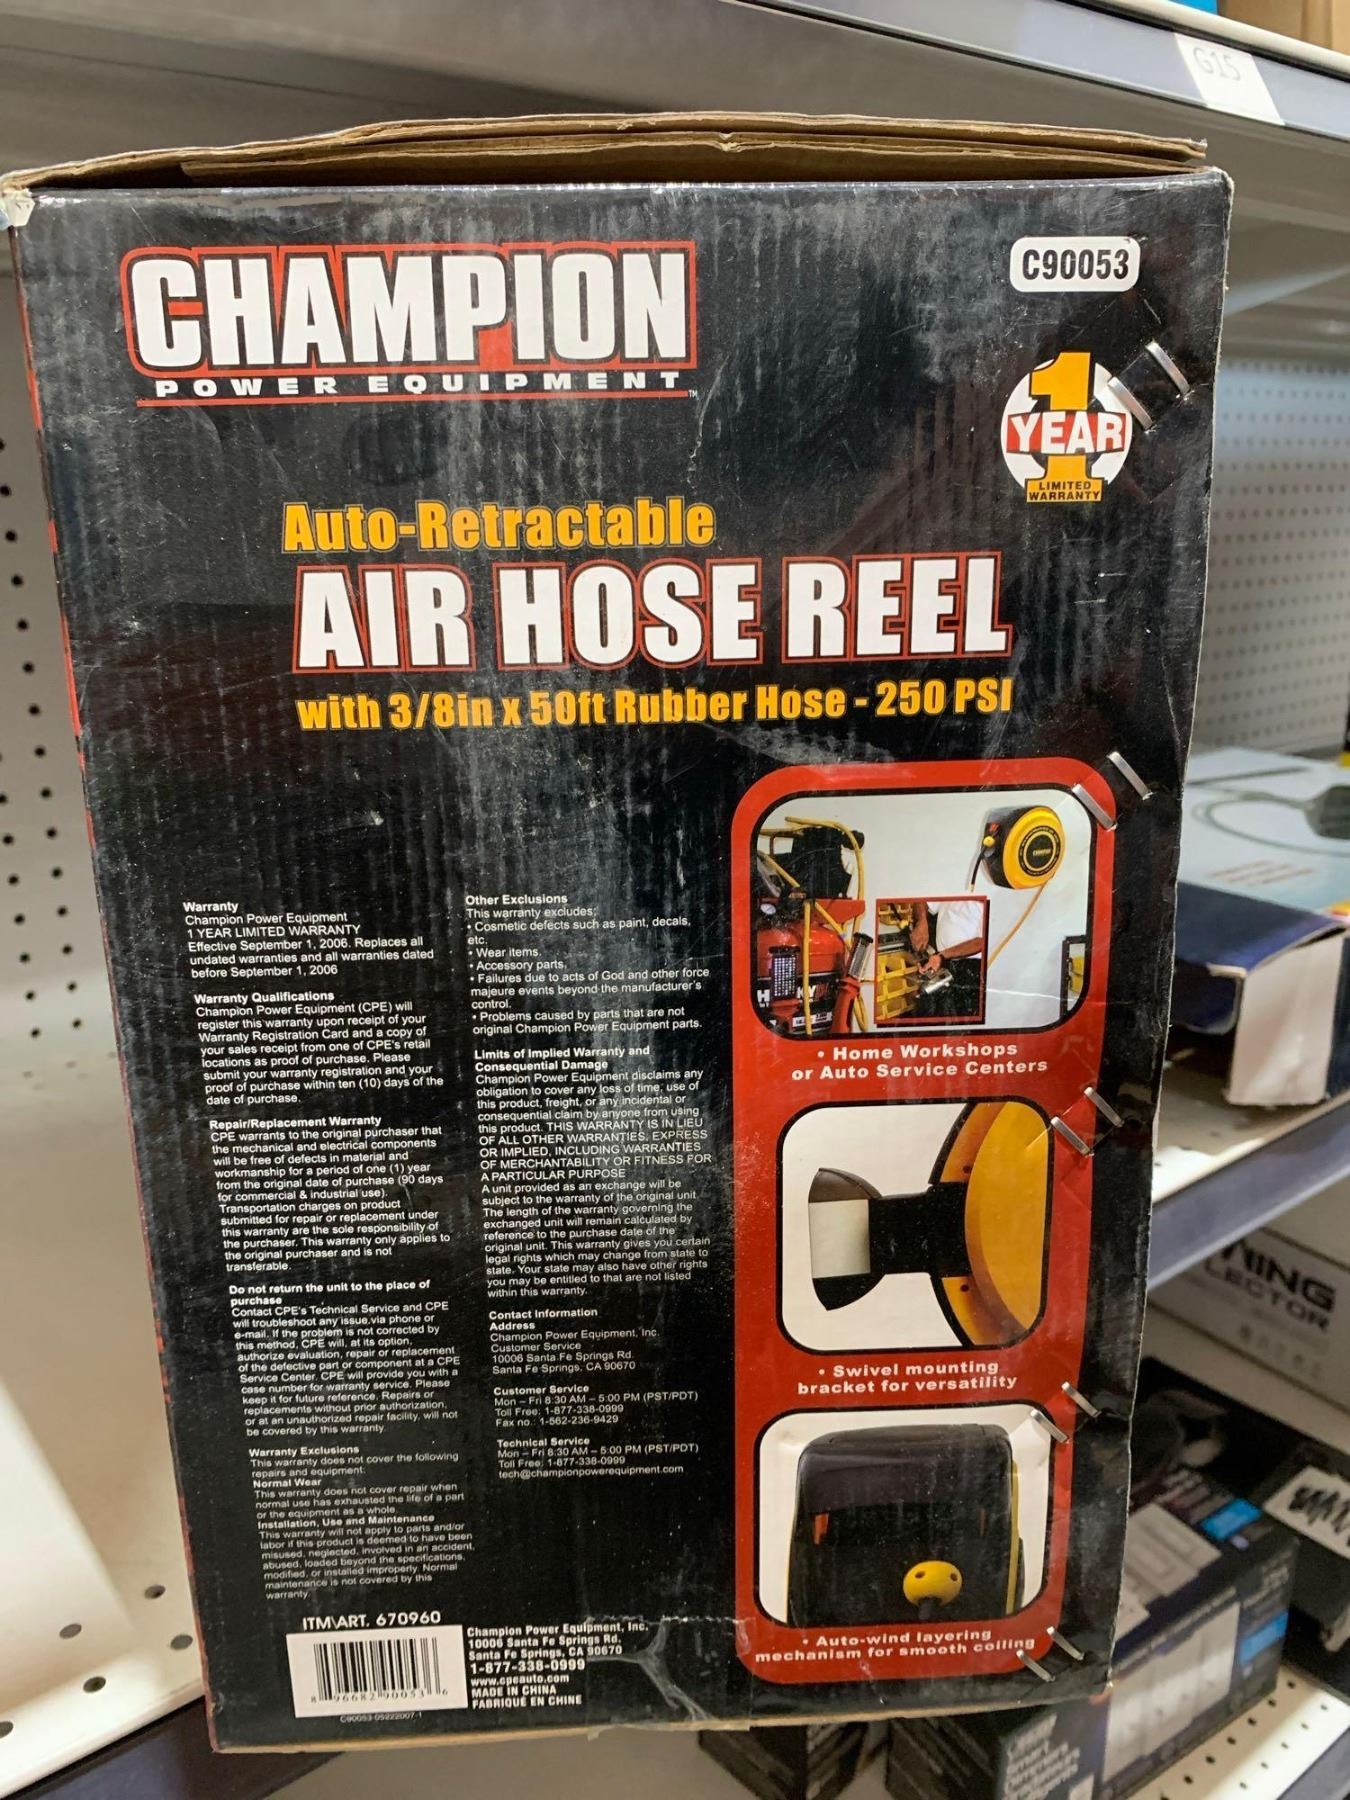 G15
CHAMPION
POWER EQUIPMENT
TM
C90053
1
YEAR
LIMITED
WARRANTY
Auto-Retractable
AIR HOSE REEL
with 3/8in x 50ft Rubber Hose - 250 PSI
Warranty
Champion Power Equipment
1 YEAR LIMITED WARRANTY
Effective September 1, 2006. Replaces all
undated warranties and all warranties dated
before September 1, 2006
Warranty Qualifications
Champion Power Equipment (CPE) will
register this warranty upon receipt of your
Warranty Registration Card and a copy of
your sales receipt from one of CPE's retail
locations as proof of purchase. Please
submit your warranty registration and your
proof of purchase within ten (10) days of the
date of purchase.
Repair/Replacement Warranty
CPE warrants to the original purchaser that
the mechanical and electrical components
will be free of defects in material and
workmanship for a period of one (1) year
from the original date of purchase (90 days
for commercial & industrial use).
Transportation charges on product
submitted for repair or replacement under
this warranty are the sole responsibility of
the purchaser. This warranty only applies to
the original purchaser and is not
transferable.
Do not return the unit to the place of
purchase
Contact CPE's Technical Service and CPE
will troubleshoot any issue via phone or
e-mail. If the problem is not corrected by
this method, CPE will, at its option,
authorize evaluation, repair or replacement
of the defective part or component at a CPE
Service Center. CPE will provide you with a
case number for warranty service. Please
keep it for future reference. Repairs or
replacements without prior authorization,
or at an unauthorized repair facility, will not
be covered by this warranty.
Warranty Exclusions
This warranty does not cover the following
repairs and equipment:
Normal Wear
This warranty does not cover repair when
normal use has exhausted the life of a part
or the equipment as a whole.
Installation, Use and Maintenance
This warranty will not apply to parts and/or
labor if this product is deemed to have been
misused, neglected, involved in an accident,
abused, loaded beyond the specifications,
modified, or installed improperly. Normal
maintenance is not covered by this
warranty.
Other Exclusions
This warranty excludes:
• Cosmetic defects such as paint, decals,
etc.
• Wear items.
• Accessory parts.
• Failures due to acts of God and other force
majeure events beyond the manufacturer's
control.
• Problems caused by parts that are not
original Champion Power Equipment parts.
Limits of Implied Warranty and
Consequential Damage
Champion Power Equipment disclaims any
obligation to cover any loss of time, use of
this product, freight, or any incidental or
consequential claim by anyone from using
this product. THIS WARRANTY IS IN LIEU
OF ALL OTHER WARRANTIES, EXPRESS
OR IMPLIED, INCLUDING WARRANTIES
OF MERCHANTABILITY OR FITNESS FOR
A PARTICULAR PURPOSE
A unit provided as an exchange will be
subject to the warranty of the original unit.
The length of the warranty governing the
exchanged unit will remain calculated by
reference to the purchase date of the
original unit. This warranty gives you certain
legal rights which may change from state to
state. Your state may also have other rights
you may be entitled to that are not listed
within this warranty.
Contact Information
Address
Champion Power Equipment, Inc.
Customer Service
10006 Santa Fe Springs Rd.
Santa Fe Springs, CA 90670
Customer Service
Mon – Fri 8:30 AM – 5:00 PM (PST/PDT)
Toll Free: 1-877-338-0999
Fax no.: 1-562-236-9429
Technical Service
Mon – Fri 8:30 AM – 5:00 PM (PST/PDT)
Toll Free: 1-877-338-0999
tech@championpowerequipment.com
• Home Workshops
or Auto Service Centers
• Swivel mounting
bracket for versatility
• Auto-wind layering
mechanism for smooth coiling
ITM\ART. 670960
8 96682 90053 6
C90053-05222007-1
Champion Power Equipment, Inc.
10006 Santa Fe Springs Rd.
Santa Fe Springs, CA 90670
1-877-338-0999
www.cpeauto.com
MADE IN CHINA
FABRIQUÉ EN CHINE